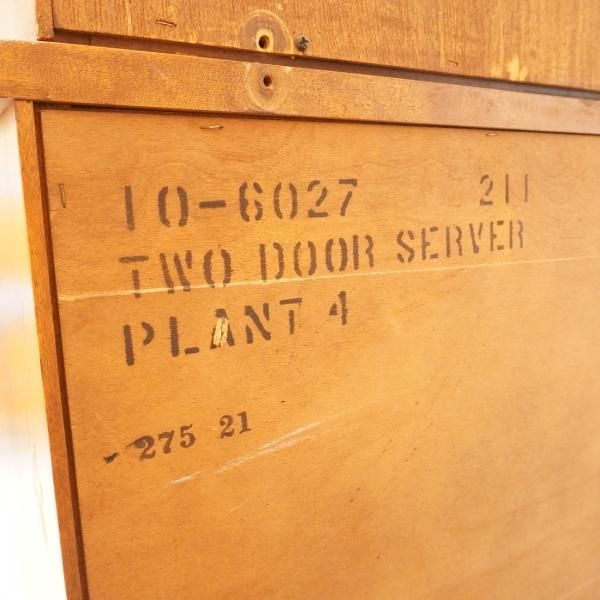 10-6027 211
TWO DOOR SERVER
PLANT 4
275 21